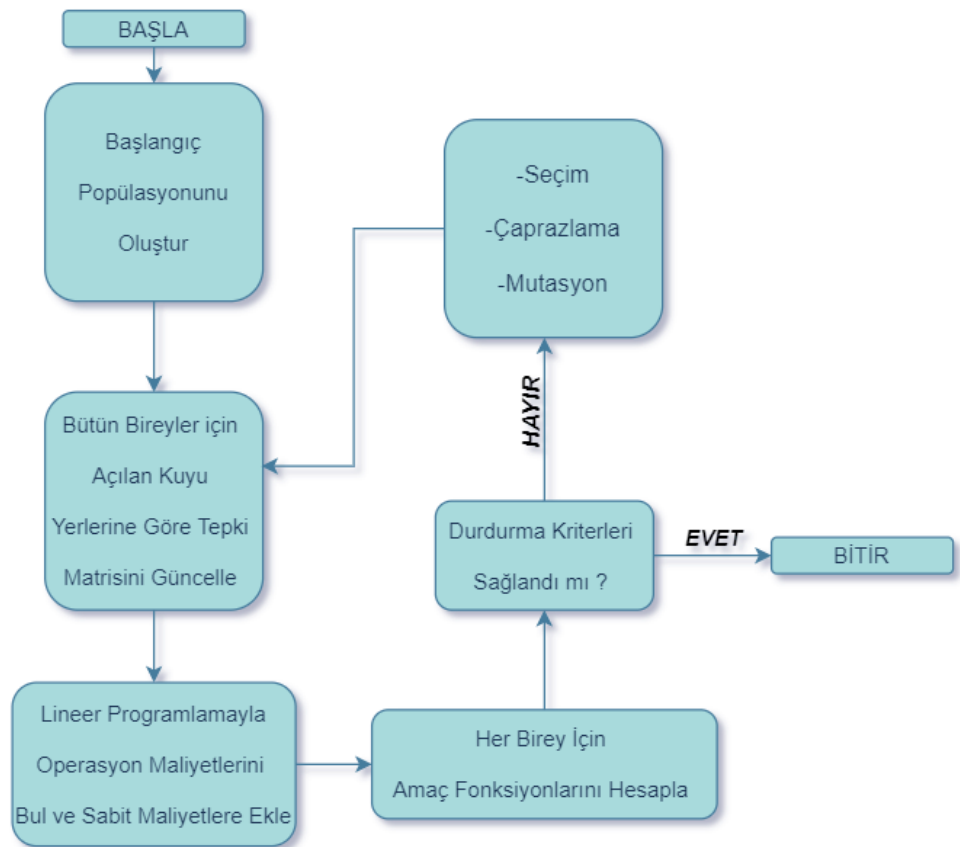 BAŞLA
Başlangıç
Popülasyonunu
Oluştur
Bütün Bireyler için
Açılan Kuyu
Yerlerine Göre Tepki
Matrisini Güncelle
Lineer Programlamayla
Operasyon Maliyetlerini
Bul ve Sabit Maliyetlere Ekle
Her Birey İçin
Amaç Fonksiyonlarını Hesapla
Durdurma Kriterleri
Sağlandı mı ?
EVET
BİTİR
HAYIR
-Seçim
-Çaprazlama
-Mutasyon